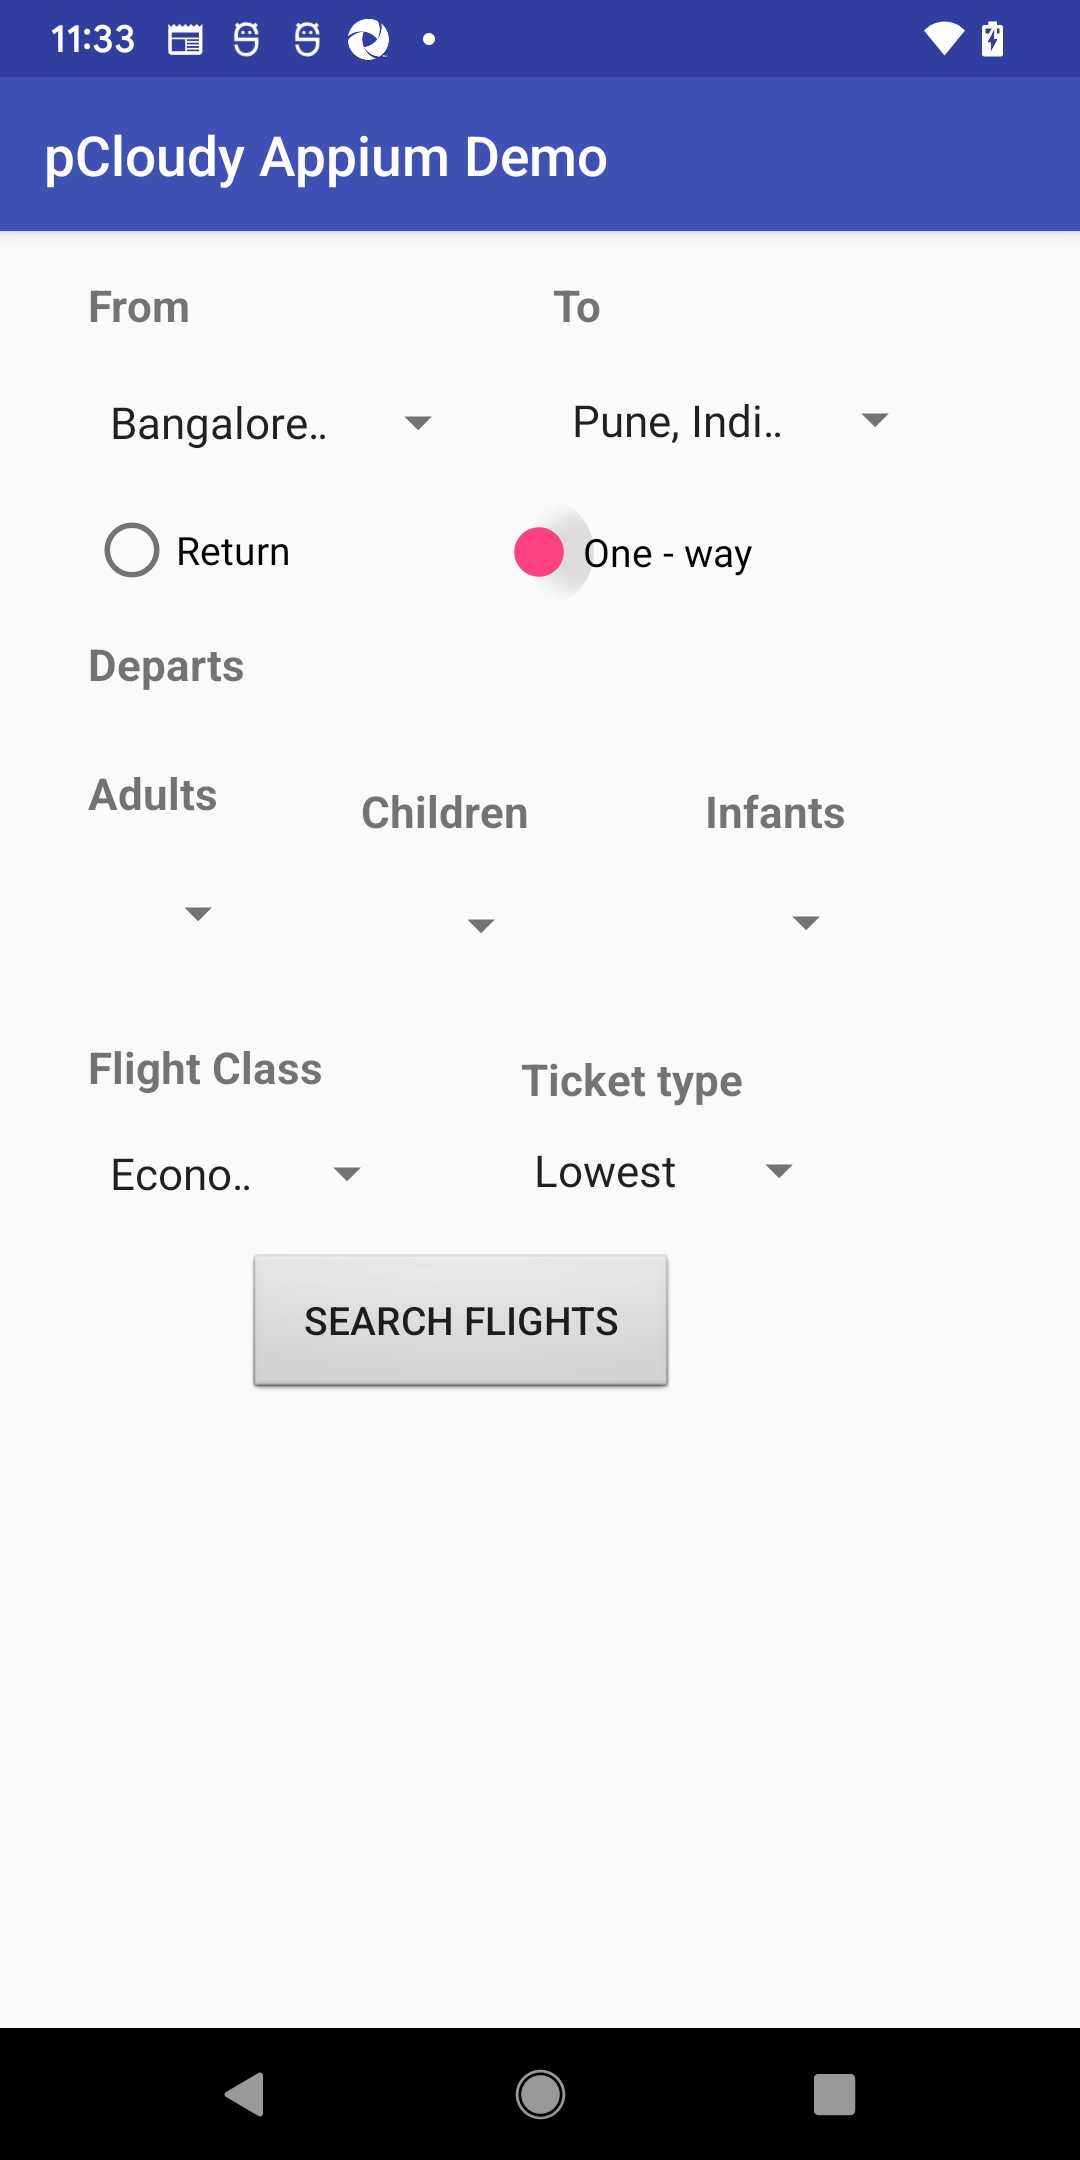 11:33
pCloudy Appium Demo
From To
Bangalore.. Pune, Indi..
Return One - way
Departs
Adults Children Infants
Flight Class Ticket type
Econo.. Lowest
SEARCH FLIGHTS